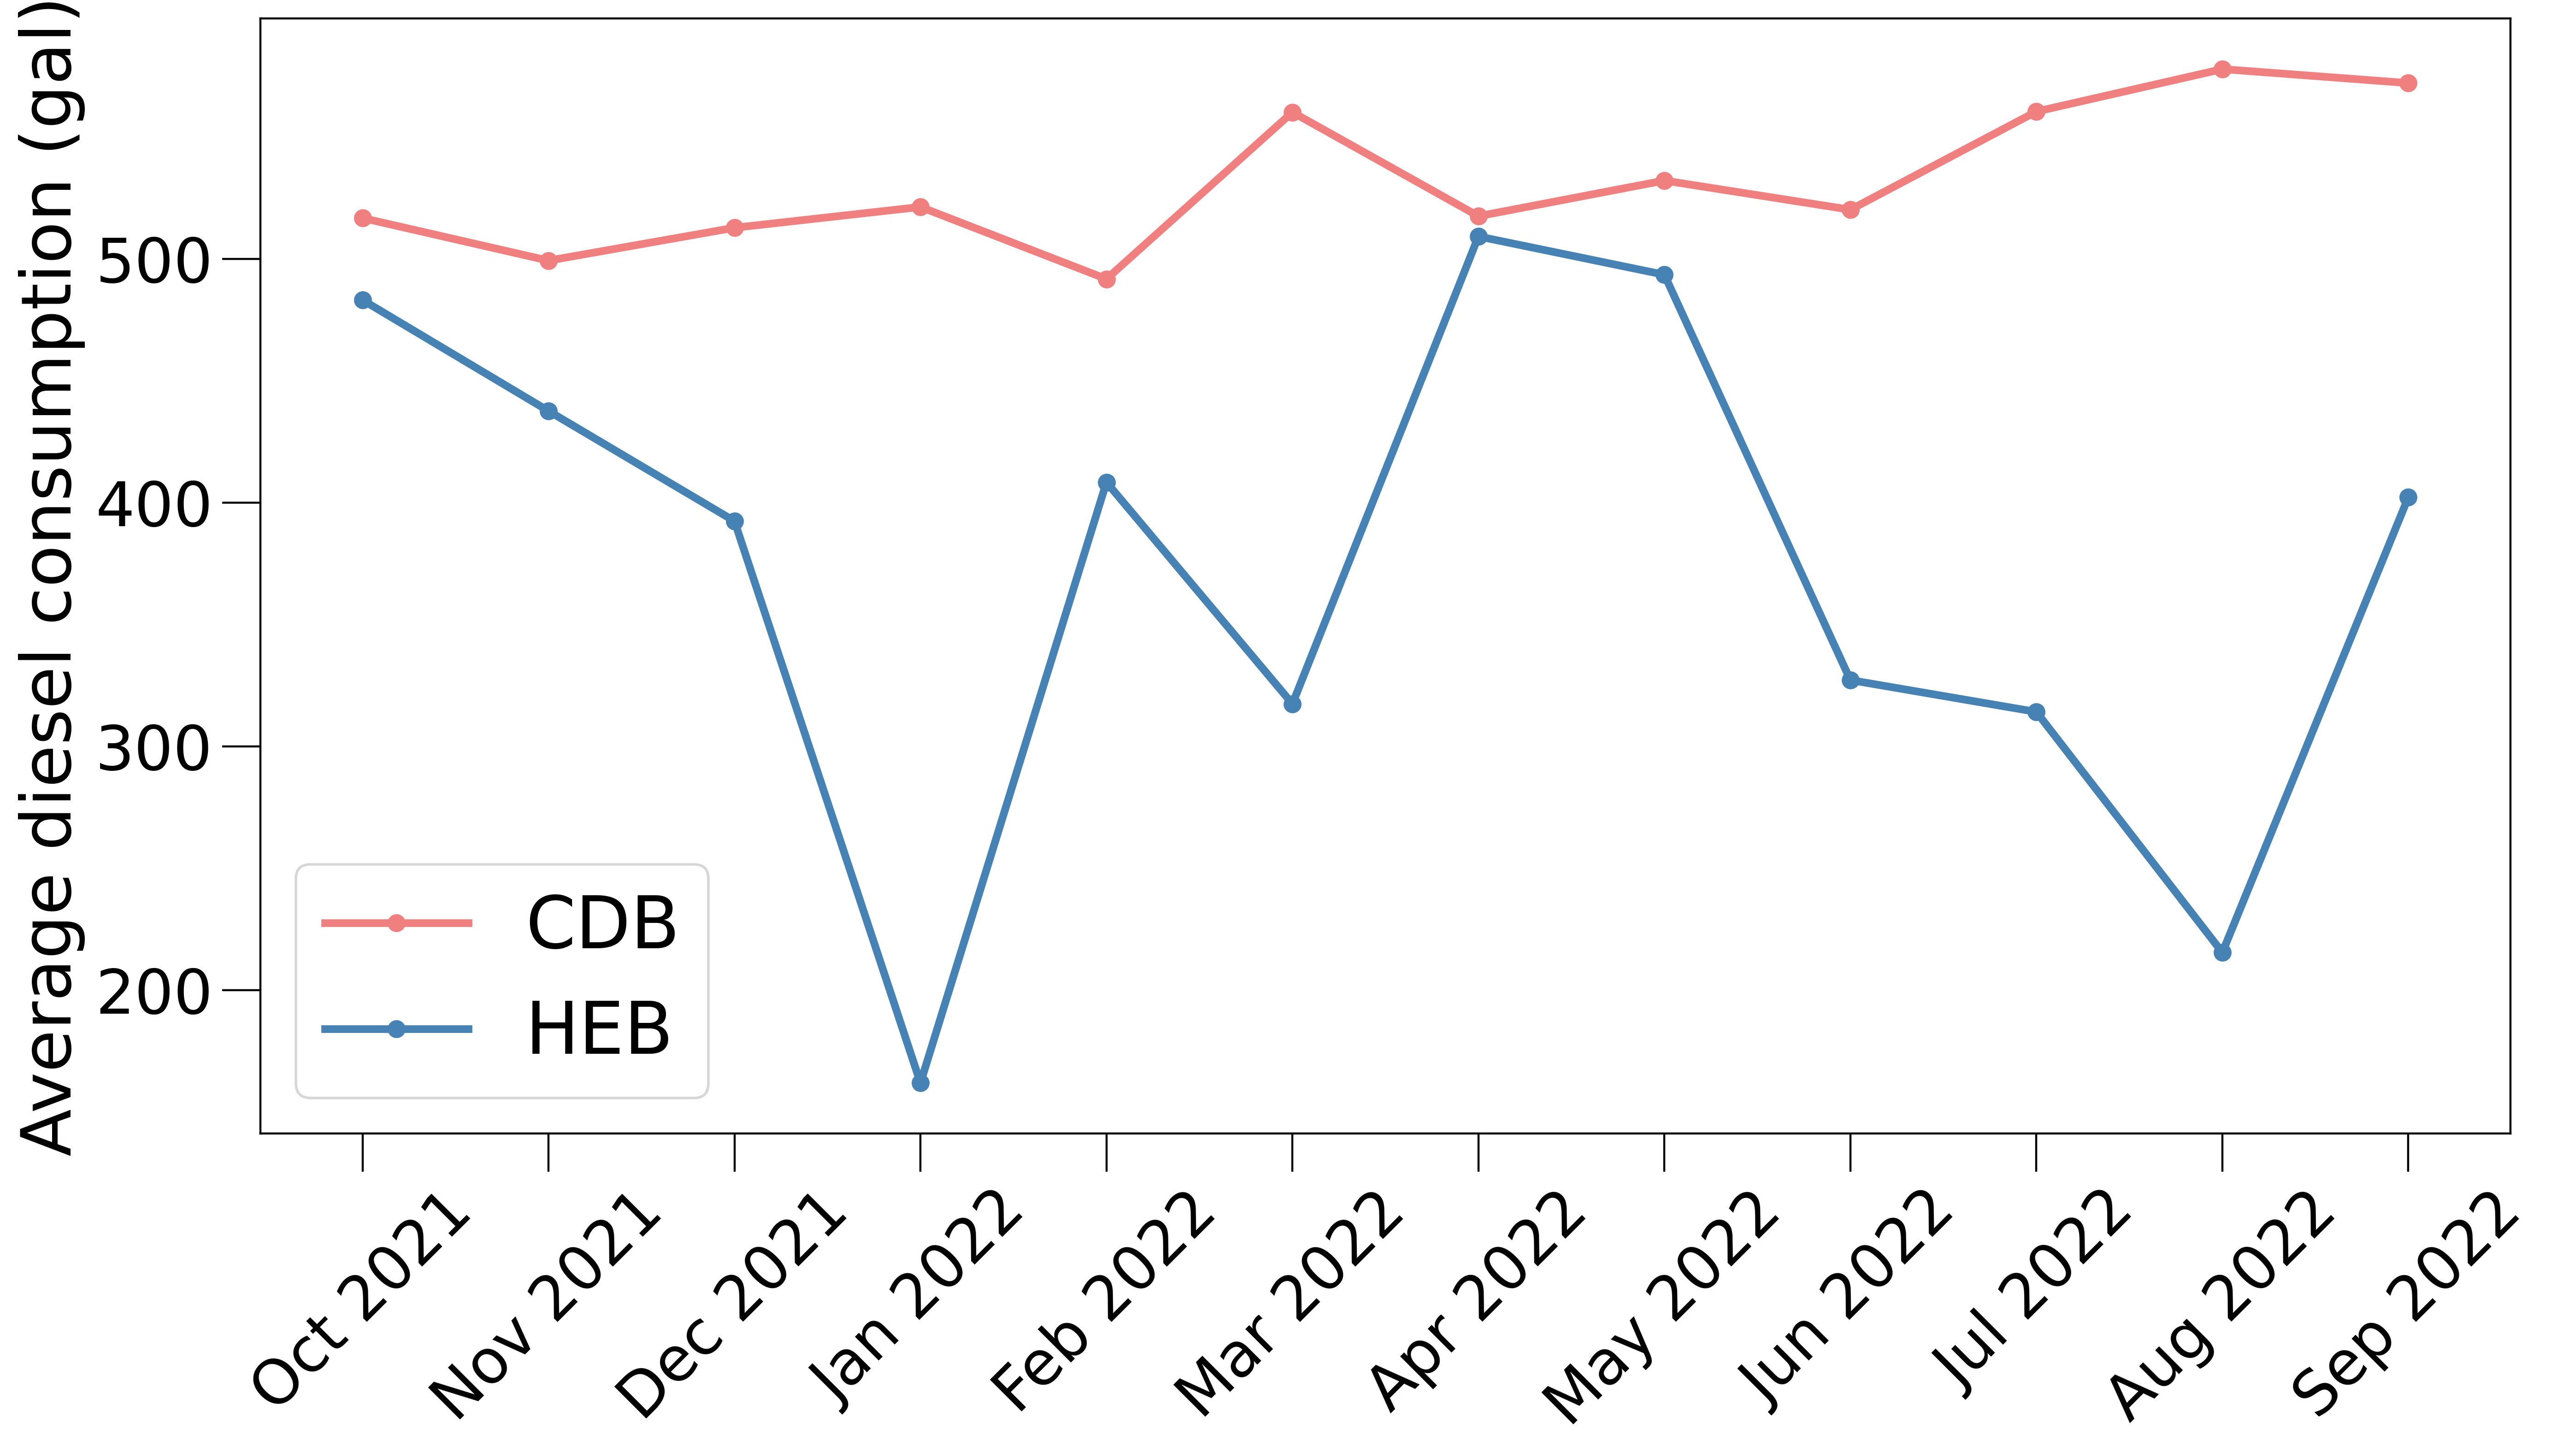 Average diesel consumption (gal)
500
400
300
200
CDB
HEB
Oct 2021
Nov 2021
Dec 2021
Jan 2022
Feb 2022
Mar 2022
Apr 2022
May 2022
Jun 2022
Jul 2022
Aug 2022
Sep 2022